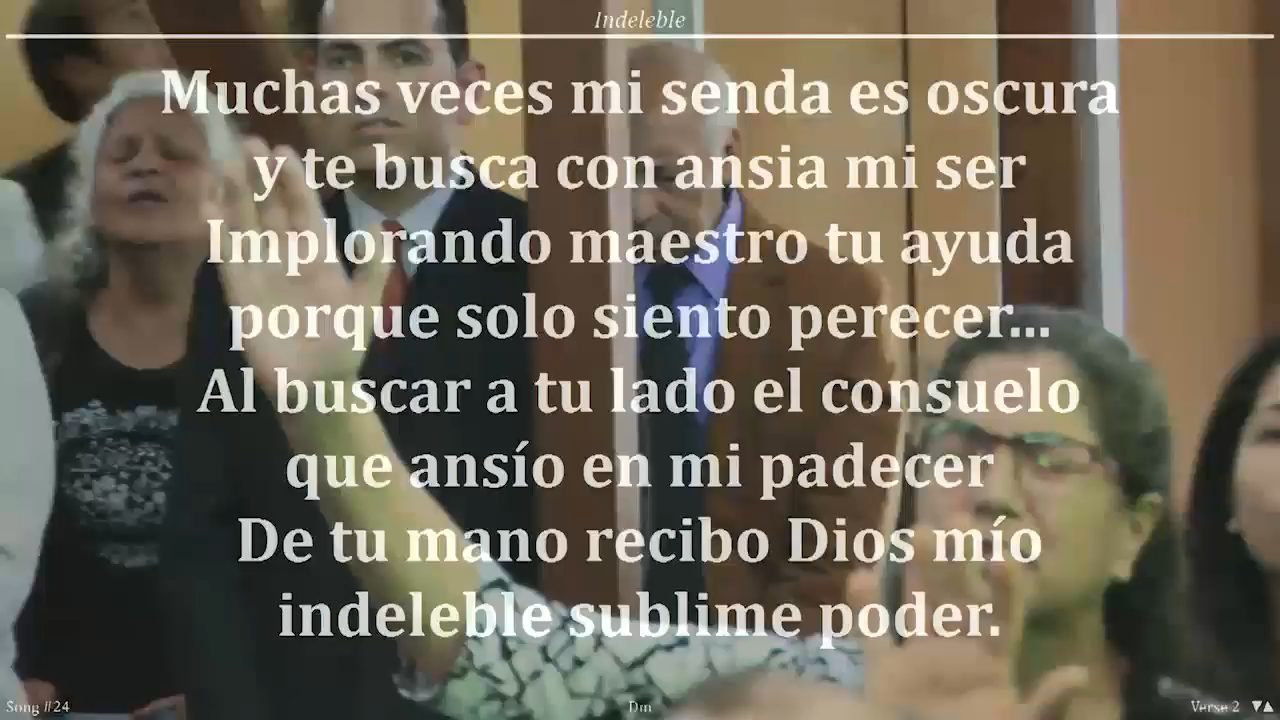 Indeleble
Muchas veces mi senda es oscura
y te busca con ansia mi ser
Implorando maestro tu ayuda
porque solo siento perecer...
Al buscar a tu lado el consuelo
que ansío en mi padecer
De tu mano recibo Dios mío
indeleble sublime poder.
Song #24
Dm
Verse 2 ▼▲